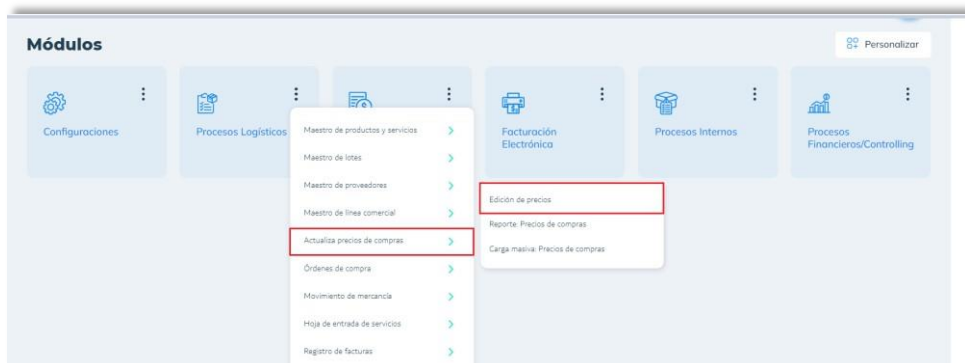 Módulos
Personalizar
Configuraciones
Procesos Logísticos
Facturación
Electrónica
Procesos Internos
Procesos
Financieros/Controlling
Maestro de productos y servicios
Maestro de lotes
Maestro de proveedores
Maestro de línea comercial
Actualiza precios de compras
Órdenes de compra
Movimiento de mercancía
Hoja de entrada de servicios
Registro de facturas
Edición de precios
Reporte: Precios de compras
Carga masiva: Precios de compras